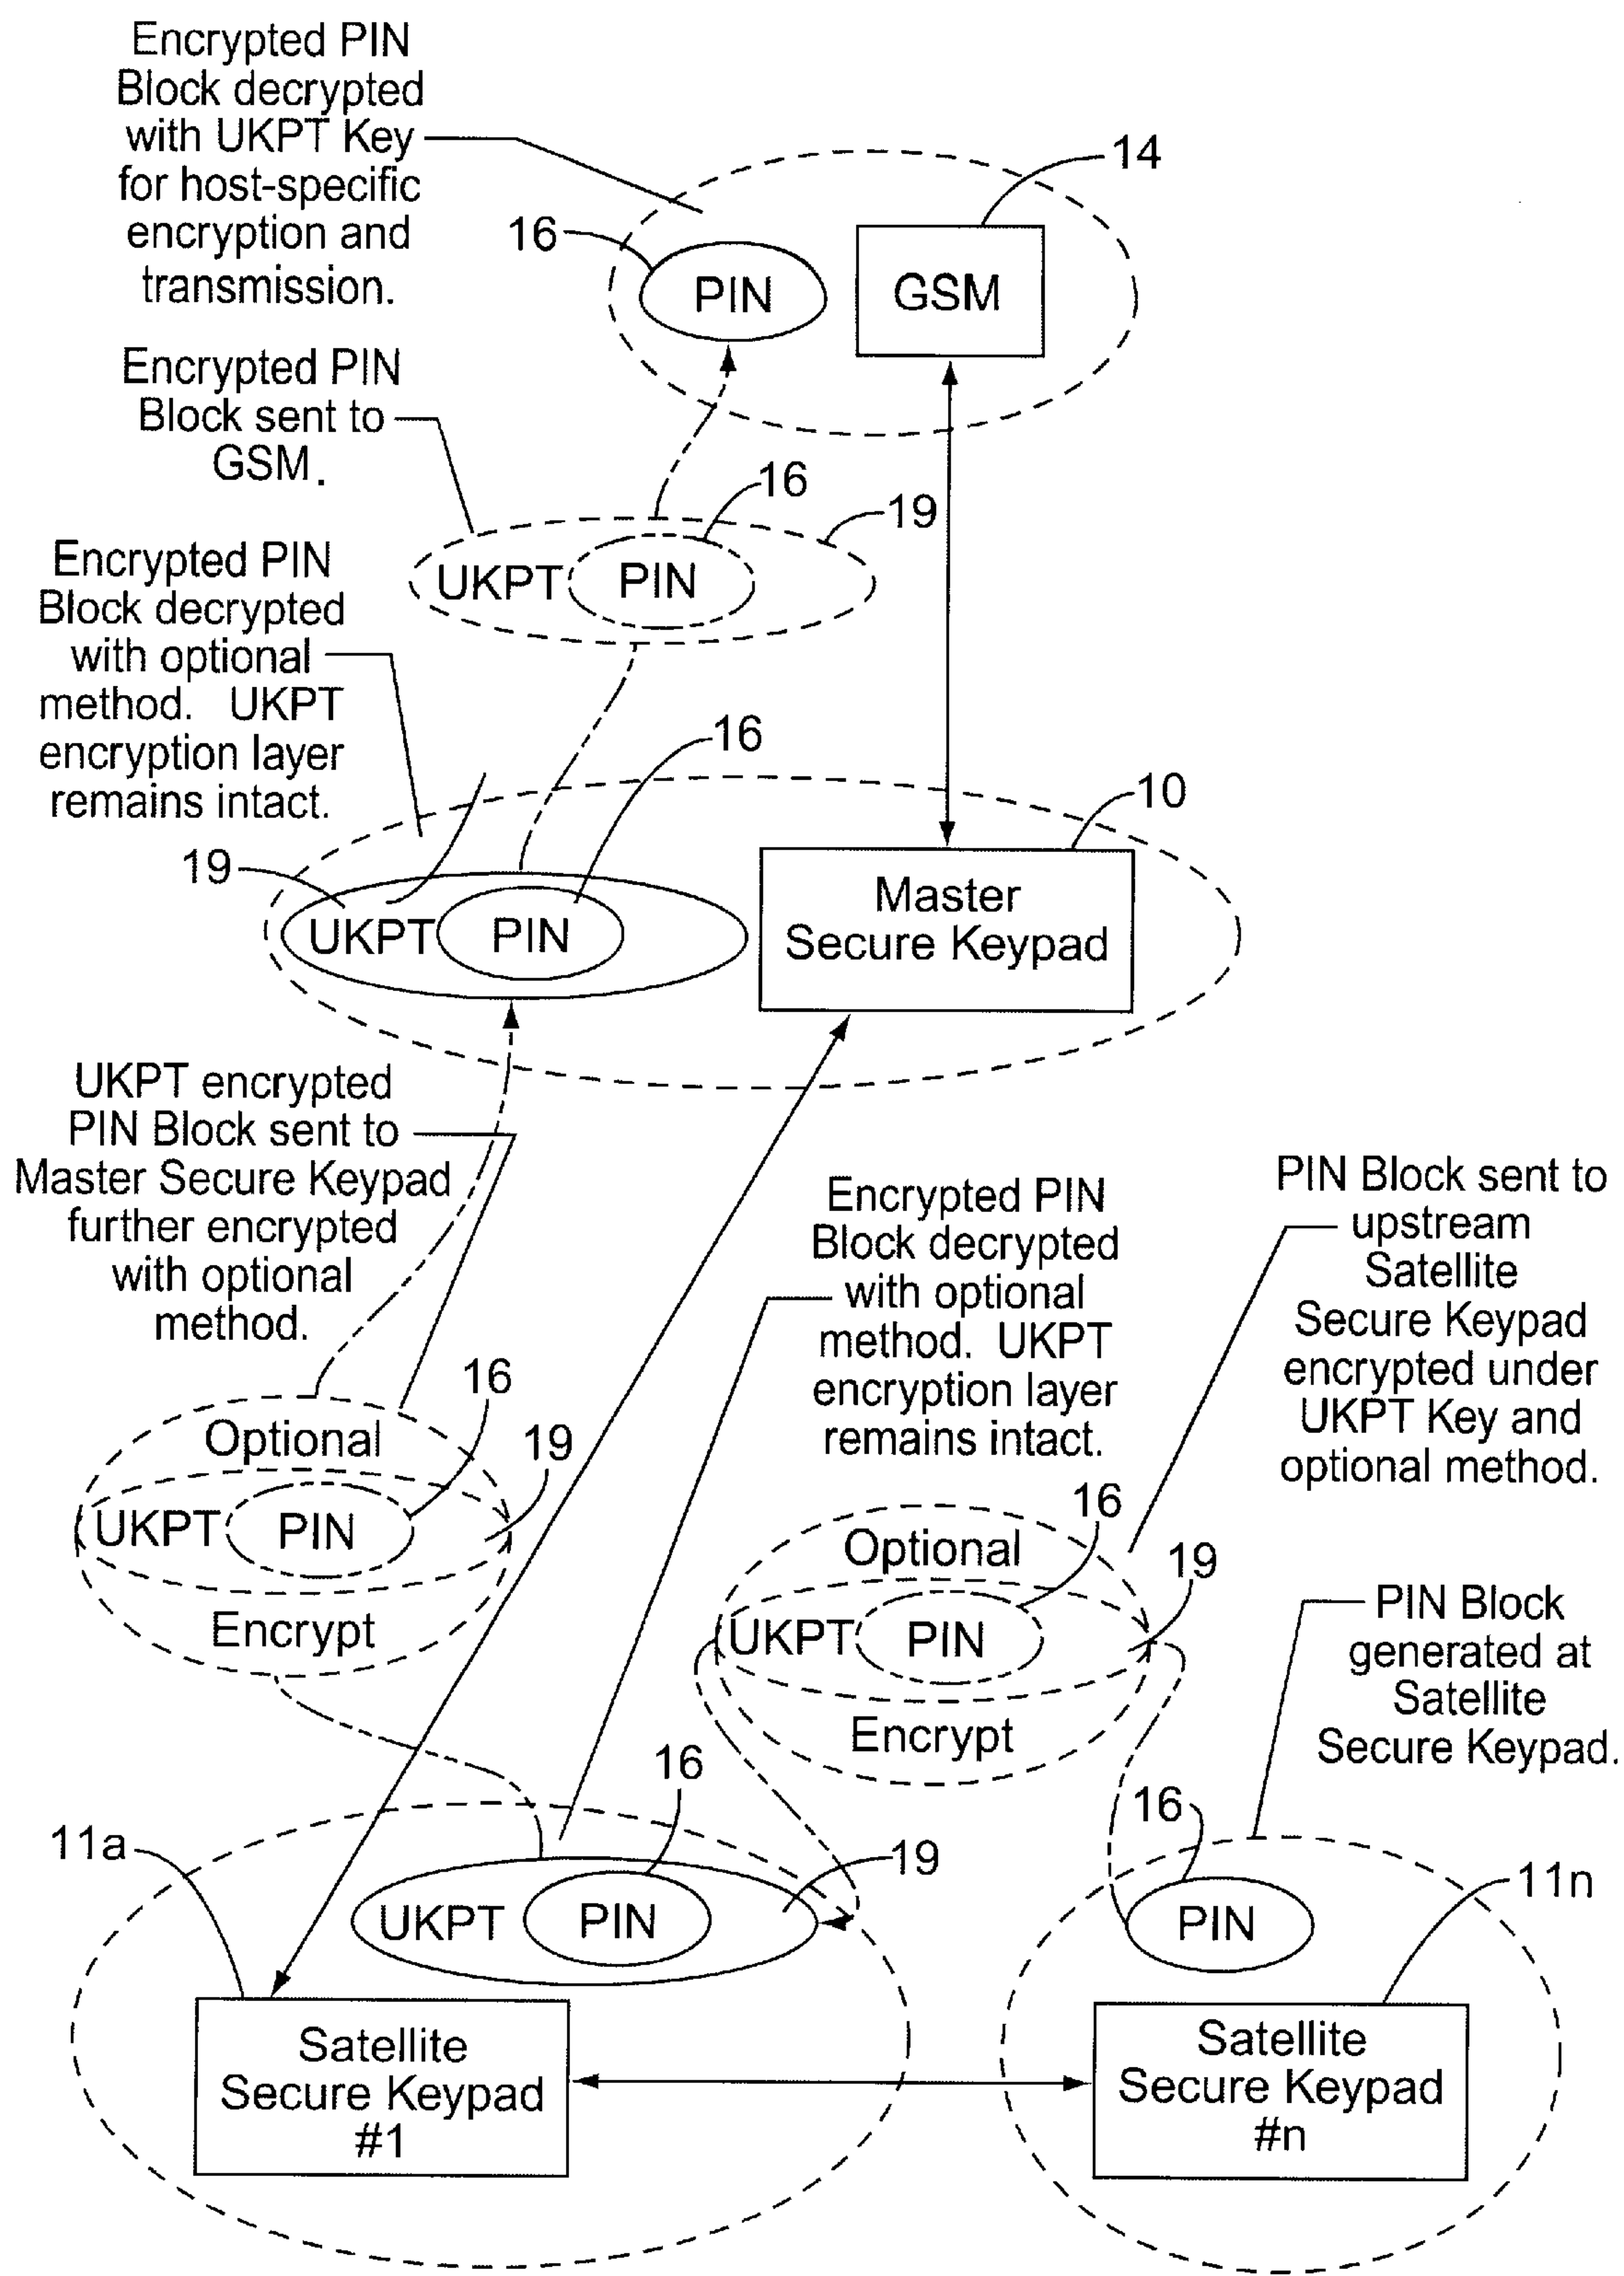 Encrypted PIN
Block decrypted
with UKPT Key
for host-specific
encryption and
transmission.
14
16
PIN
GSM
Encrypted PIN
Block sent to
GSM.
16
19
UKPT
PIN
Encrypted PIN
Block decrypted
with optional
method. UKPT
encryption layer
remains intact.
16
10
19
UKPT
PIN
Master
Secure Keypad
UKPT encrypted
PIN Block sent to
Master Secure Keypad
further encrypted
with optional
method.
Encrypted PIN
Block decrypted
with optional
method. UKPT
encryption layer
remains intact.
PIN Block sent to
upstream
Satellite
Secure Keypad
encrypted under
UKPT Key and
optional method.
16
19
Optional
UKPT
PIN
Encrypt
16
19
Optional
UKPT
PIN
Encrypt
PIN Block
generated at
Satellite
Secure Keypad.
11a
16
19
UKPT
PIN
16
11n
PIN
Satellite
Secure Keypad
#1
Satellite
Secure Keypad
#n